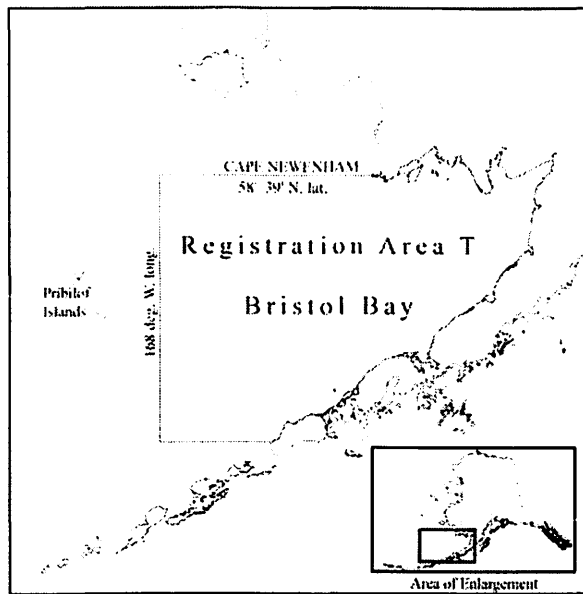 CAPE NEWENHAM
58° 39' N. lat.
Registration Area T
Bristol Bay
168 deg. W. long
Pribilof
Islands
Area of Enlargement